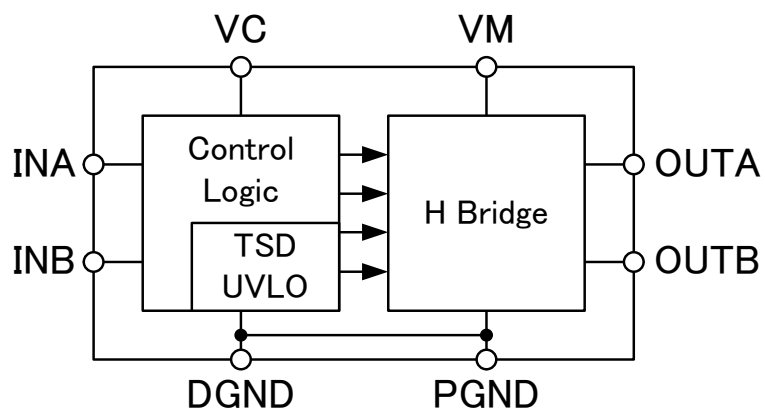 VC
VM
INA
Control
Logic
OUTA
H Bridge
INB
TSD
UVLO
OUTB
DGND
PGND